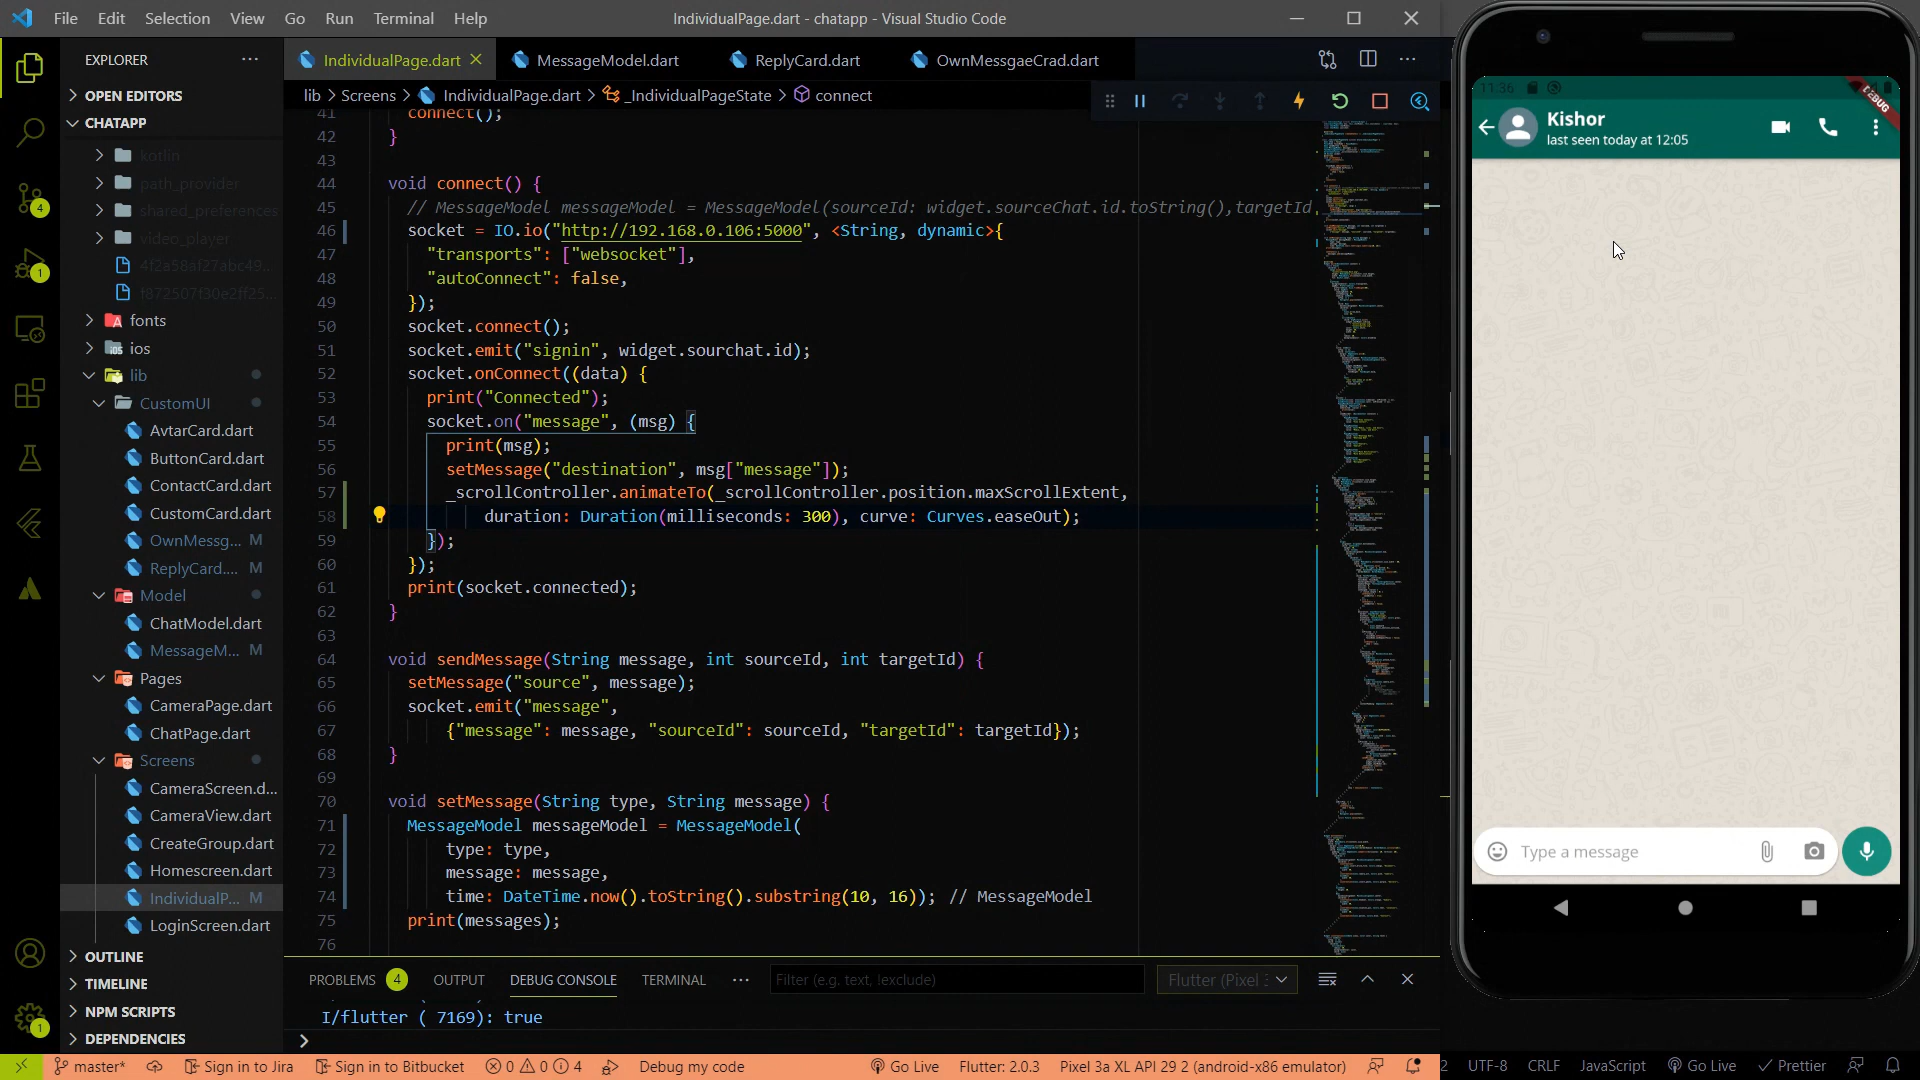 File Edit Selection View Go Run Terminal Help
IndividualPage.dart - chatapp - Visual Studio Code
EXPLORER
IndividualPage.dart
MessageModel.dart
ReplyCard.dart
OwnMessgaeCrad.dart
lib > Screens > IndividualPage.dart > _IndividualPageState > connect
OPEN EDITORS
CHATAPP
kotlin
path_provider
shared_preferences
video_player
4f2a58af27abc49...
f872507f30e2ff25...
fonts
ios
lib
CustomUI
AvtarCard.dart
ButtonCard.dart
ContactCard.dart
CustomCard.dart
OwnMessg... M
ReplyCard.... M
Model
ChatModel.dart
MessageM... M
Pages
CameraPage.dart
ChatPage.dart
Screens
CameraScreen.d...
CameraView.dart
CreateGroup.dart
Homescreen.dart
IndividualP... M
LoginScreen.dart
OUTLINE
TIMELINE
NPM SCRIPTS
DEPENDENCIES
4
1
1
41 connect();
42 }
43
44 void connect() {
45 // MessageModel messageModel = MessageModel(sourceId: widget.sourceChat.id.toString(),targetId
46 socket = IO.io("http://192.168.0.106:5000", <String, dynamic>{
47 "transports": ["websocket"],
48 "autoConnect": false,
49 });
50 socket.connect();
51 socket.emit("signin", widget.sourchat.id);
52 socket.onConnect((data) {
53 print("Connected");
54 socket.on("message", (msg) {
55 print(msg);
56 setMessage("destination", msg["message"]);
57 _scrollController.animateTo(_scrollController.position.maxScrollExtent,
58 duration: Duration(milliseconds: 300), curve: Curves.easeOut);
59 });
60 });
61 print(socket.connected);
62 }
63
64 void sendMessage(String message, int sourceId, int targetId) {
65 setMessage("source", message);
66 socket.emit("message",
67 {"message": message, "sourceId": sourceId, "targetId": targetId});
68 }
69
70 void setMessage(String type, String message) {
71 MessageModel messageModel = MessageModel(
72 type: type,
73 message: message,
74 time: DateTime.now().toString().substring(10, 16)); // MessageModel
75 print(messages);
76
PROBLEMS 4 OUTPUT DEBUG CONSOLE TERMINAL ... Filter (e.g. text, !exclude) Flutter (Pixel 3
I/flutter ( 7169): true
>
master* Sign in to Jira Sign in to Bitbucket 0 0 4 Debug my code Go Live Flutter: 2.0.3 Pixel 3a XL API 29 2 (android-x86 emulator)
2 UTF-8 CRLF JavaScript Go Live Prettier
11:36
DEBUG
Kishor
last seen today at 12:05
Type a message